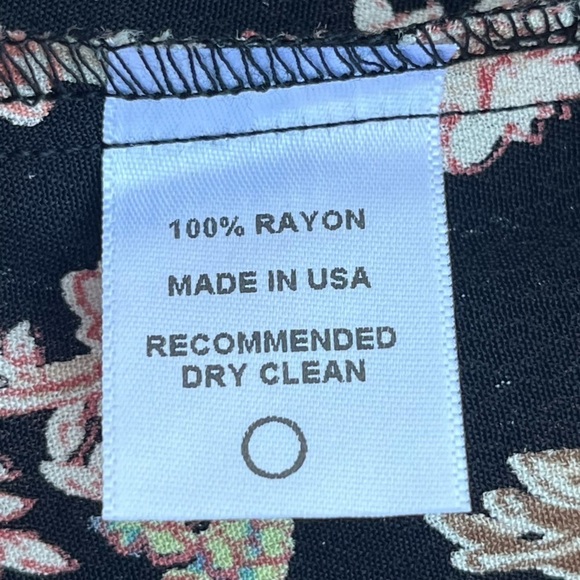 100% RAYON
MADE IN USA
RECOMMENDED
DRY CLEAN